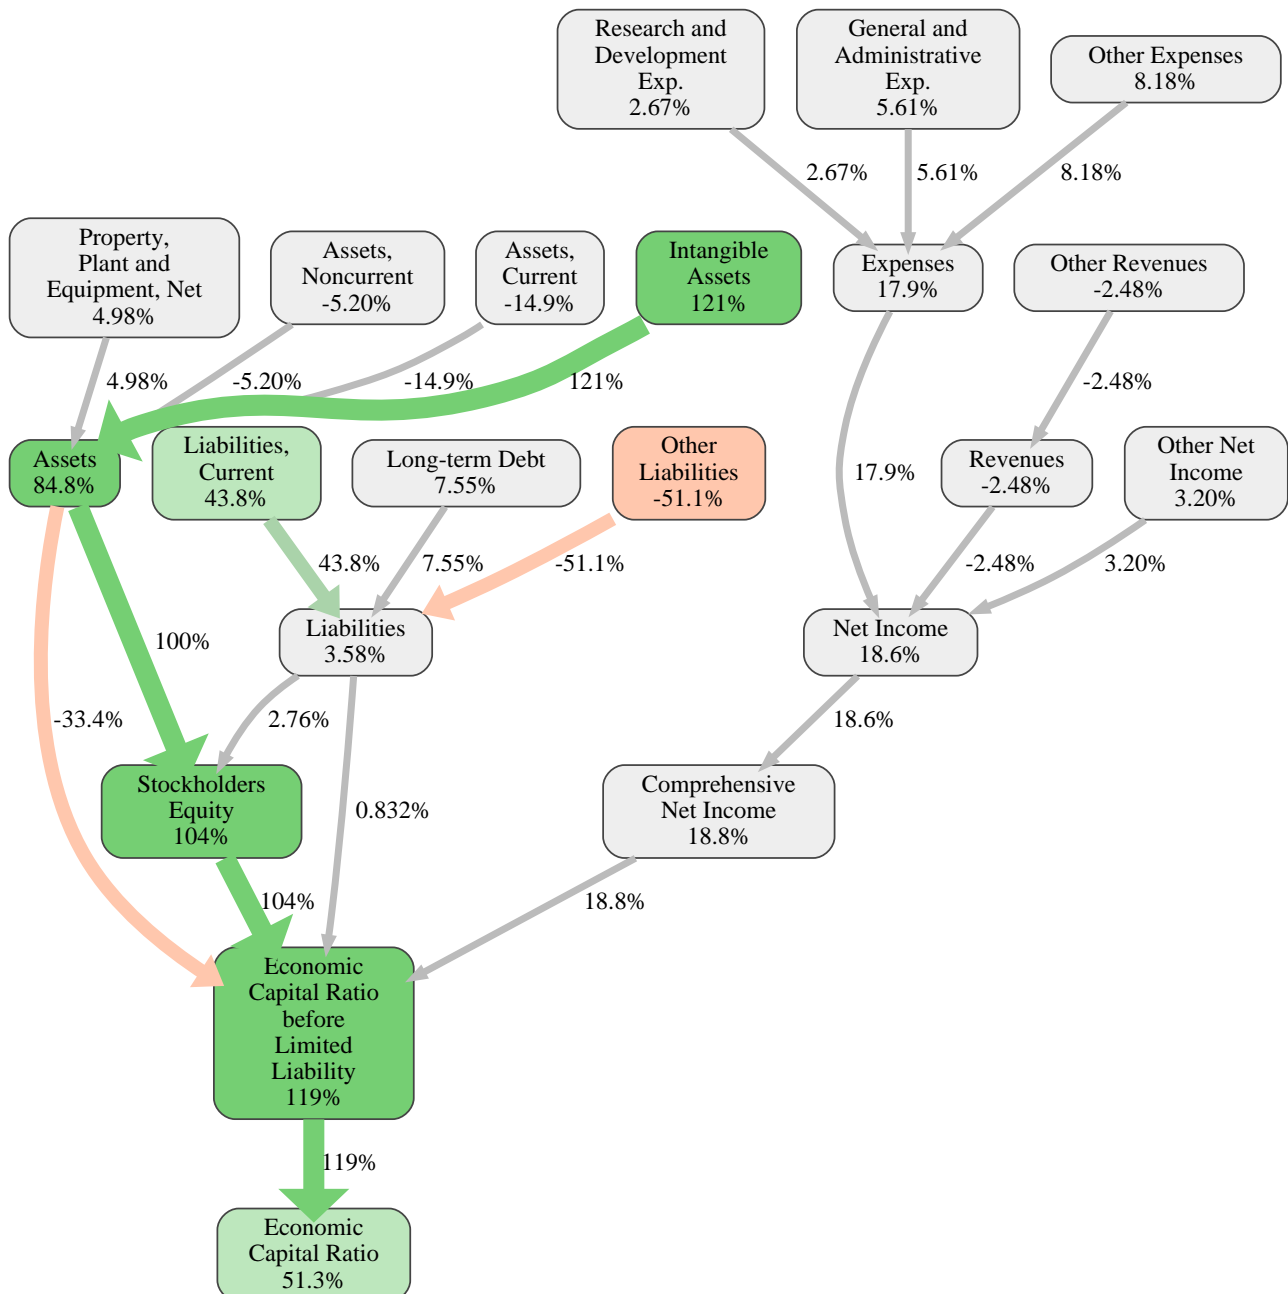 Research and
Development
Exp.
2.67%
General and
Administrative
Exp.
5.61%
Other Expenses
8.18%
2.67%
5.61%
8.18%
Property,
Plant and
Equipment, Net
4.98%
Assets,
Noncurrent
-5.20%
Assets,
Current
-14.9%
Intangible
Assets
121%
Expenses
17.9%
Other Revenues
-2.48%
4.98%
-5.20%
-14.9%
121%
-2.48%
Assets
84.8%
Liabilities,
Current
43.8%
Long-term Debt
7.55%
Other
Liabilities
-51.1%
17.9%
Revenues
-2.48%
Other Net
Income
3.20%
43.8%
7.55%
-51.1%
-2.48%
3.20%
100%
Liabilities
3.58%
Net Income
18.6%
-33.4%
2.76%
18.6%
Stockholders
Equity
104%
0.832%
Comprehensive
Net Income
18.8%
104%
18.8%
Economic
Capital Ratio
before
Limited
Liability
119%
119%
Economic
Capital Ratio
51.3%